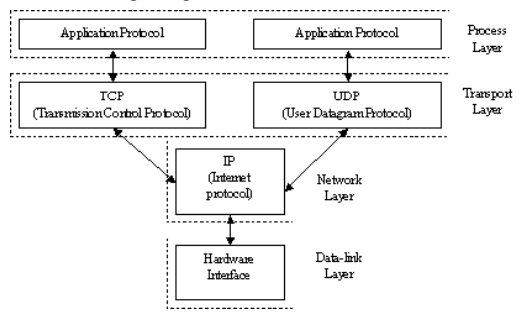 Application Protocol
Application Protocol
Process
Layer
TCP
(Transmission Control Protocol)
UDP
(User Datagram Protocol)
Transport
Layer
IP
(Internet
protocol)
Network
Layer
Hardware
Interface
Data-link
Layer